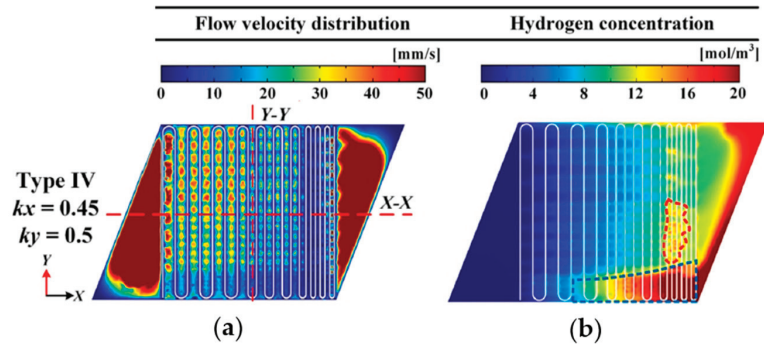 Flow velocity distribution Hydrogen concentration
[mm/s] [mol/m³]
0 10 20 30 40 50 0 4 8 12 16 20
Y-Y
Type IV
kx = 0.45
ky = 0.5
X-X
Y
X
(a) (b)